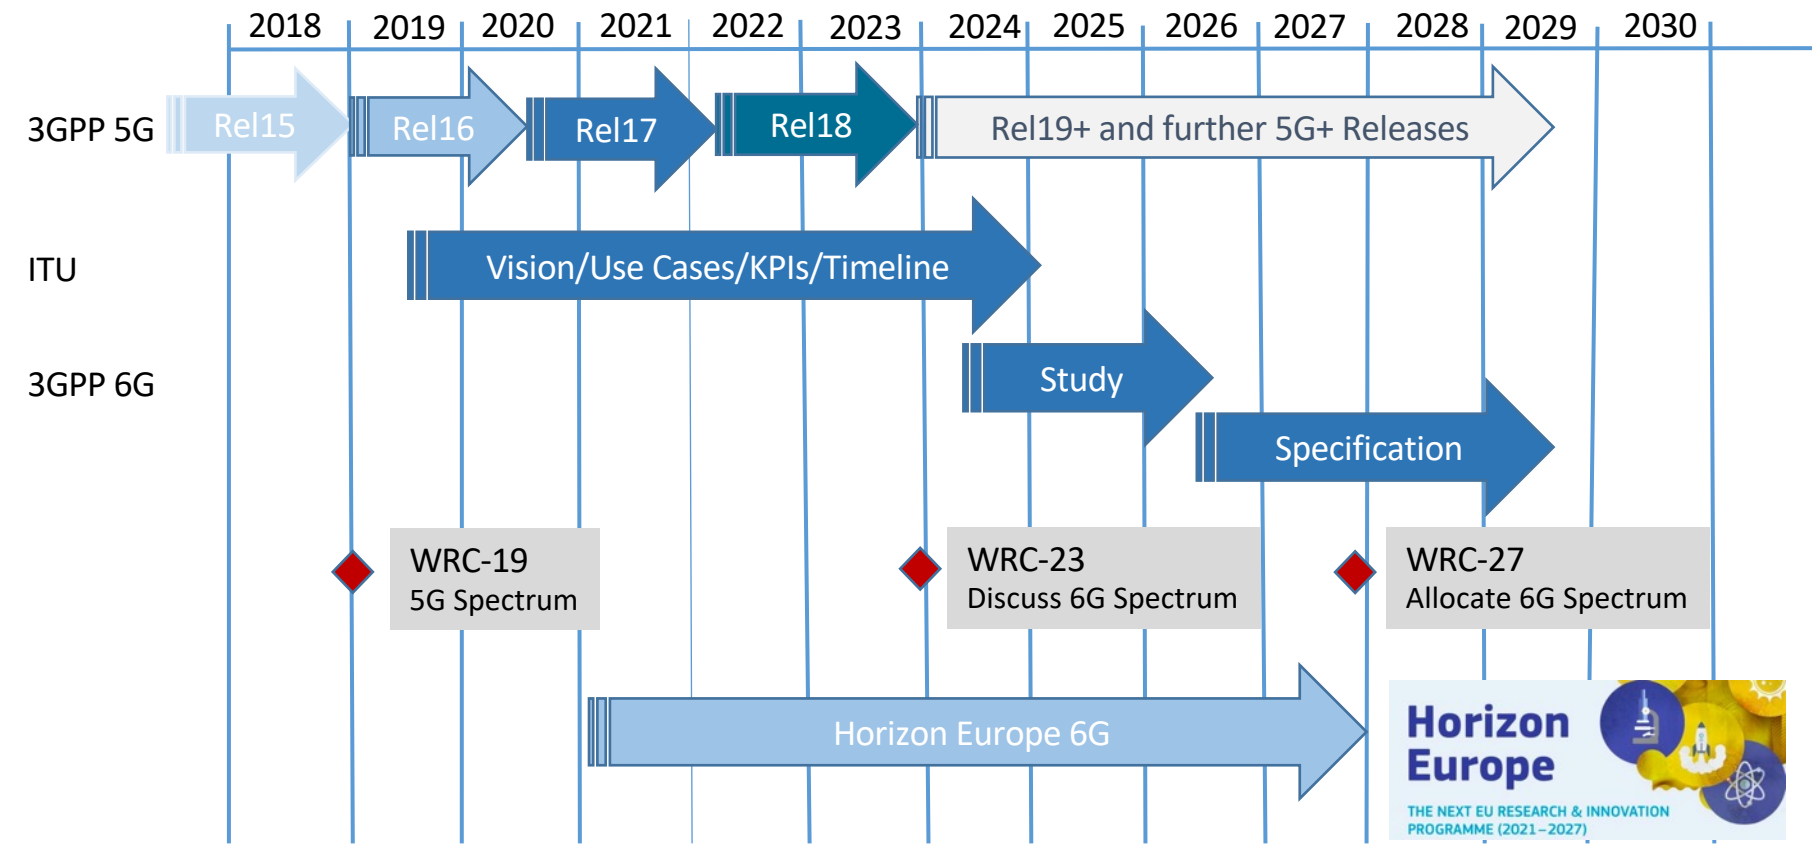 2018 2019 2020 2021 2022 2023 2024 2025 2026 2027 2028 2029 2030
3GPP 5G Rel15 Rel16 Rel17 Rel18 Rel19+ and further 5G+ Releases
ITU Vision/Use Cases/KPIs/Timeline
3GPP 6G Study
Specification
WRC-19
5G Spectrum
WRC-23
Discuss 6G Spectrum
WRC-27
Allocate 6G Spectrum
Horizon Europe 6G
Horizon
Europe
THE NEXT EU RESEARCH & INNOVATION
PROGRAMME (2021–2027)